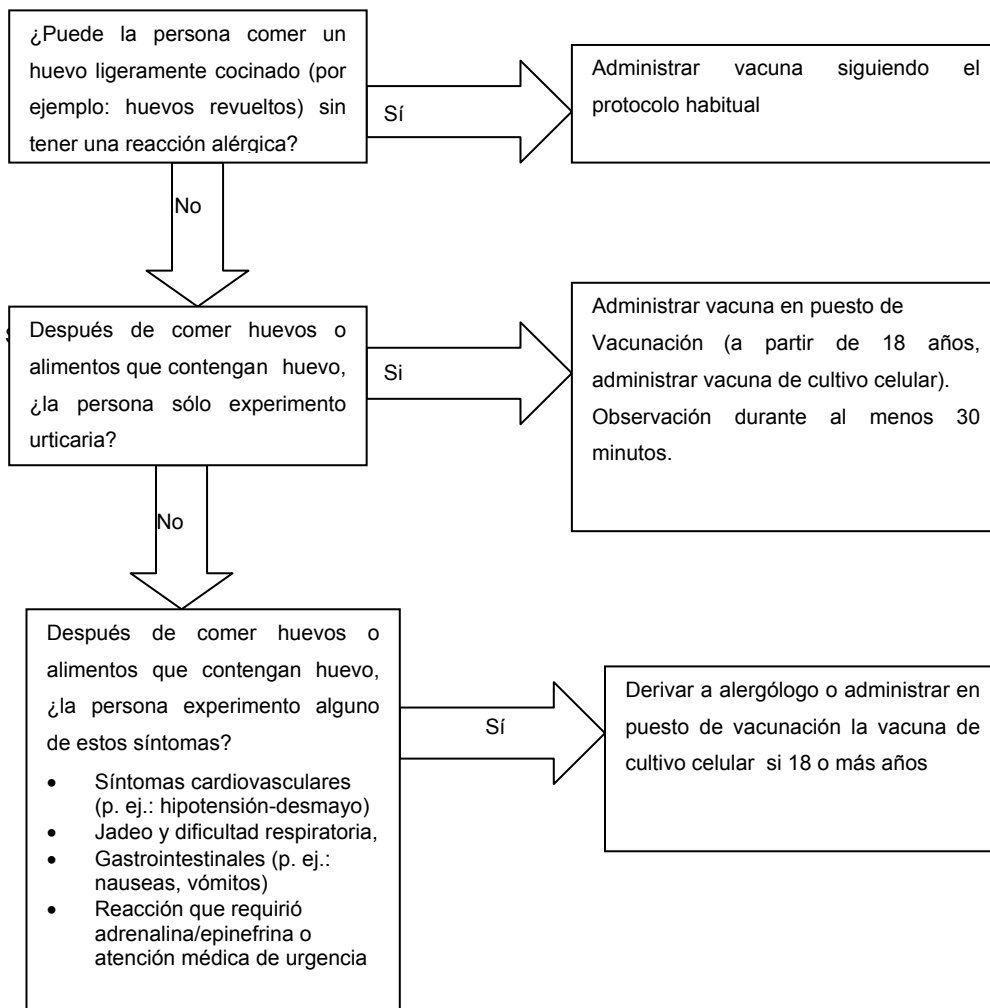 ¿Puede la persona comer un
huevo ligeramente cocinado (por
ejemplo: huevos revueltos) sin
tener una reacción alérgica?
Sí
Administrar vacuna siguiendo el
protocolo habitual
No
Después de comer huevos o
alimentos que contengan huevo,
¿la persona sólo experimento
urticaria?
Si
Administrar vacuna en puesto de
Vacunación (a partir de 18 años,
administrar vacuna de cultivo celular).
Observación durante al menos 30
minutos.
No
Después de comer huevos o
alimentos que contengan huevo,
¿la persona experimento alguno
de estos síntomas?
• Síntomas cardiovasculares
(p. ej.: hipotensión-desmayo)
• Jadeo y dificultad respiratoria,
• Gastrointestinales (p. ej.:
nauseas, vómitos)
• Reacción que requirió
adrenalina/epinefrina o
atención médica de urgencia
Sí
Derivar a alergólogo o administrar en
puesto de vacunación la vacuna de
cultivo celular si 18 o más años